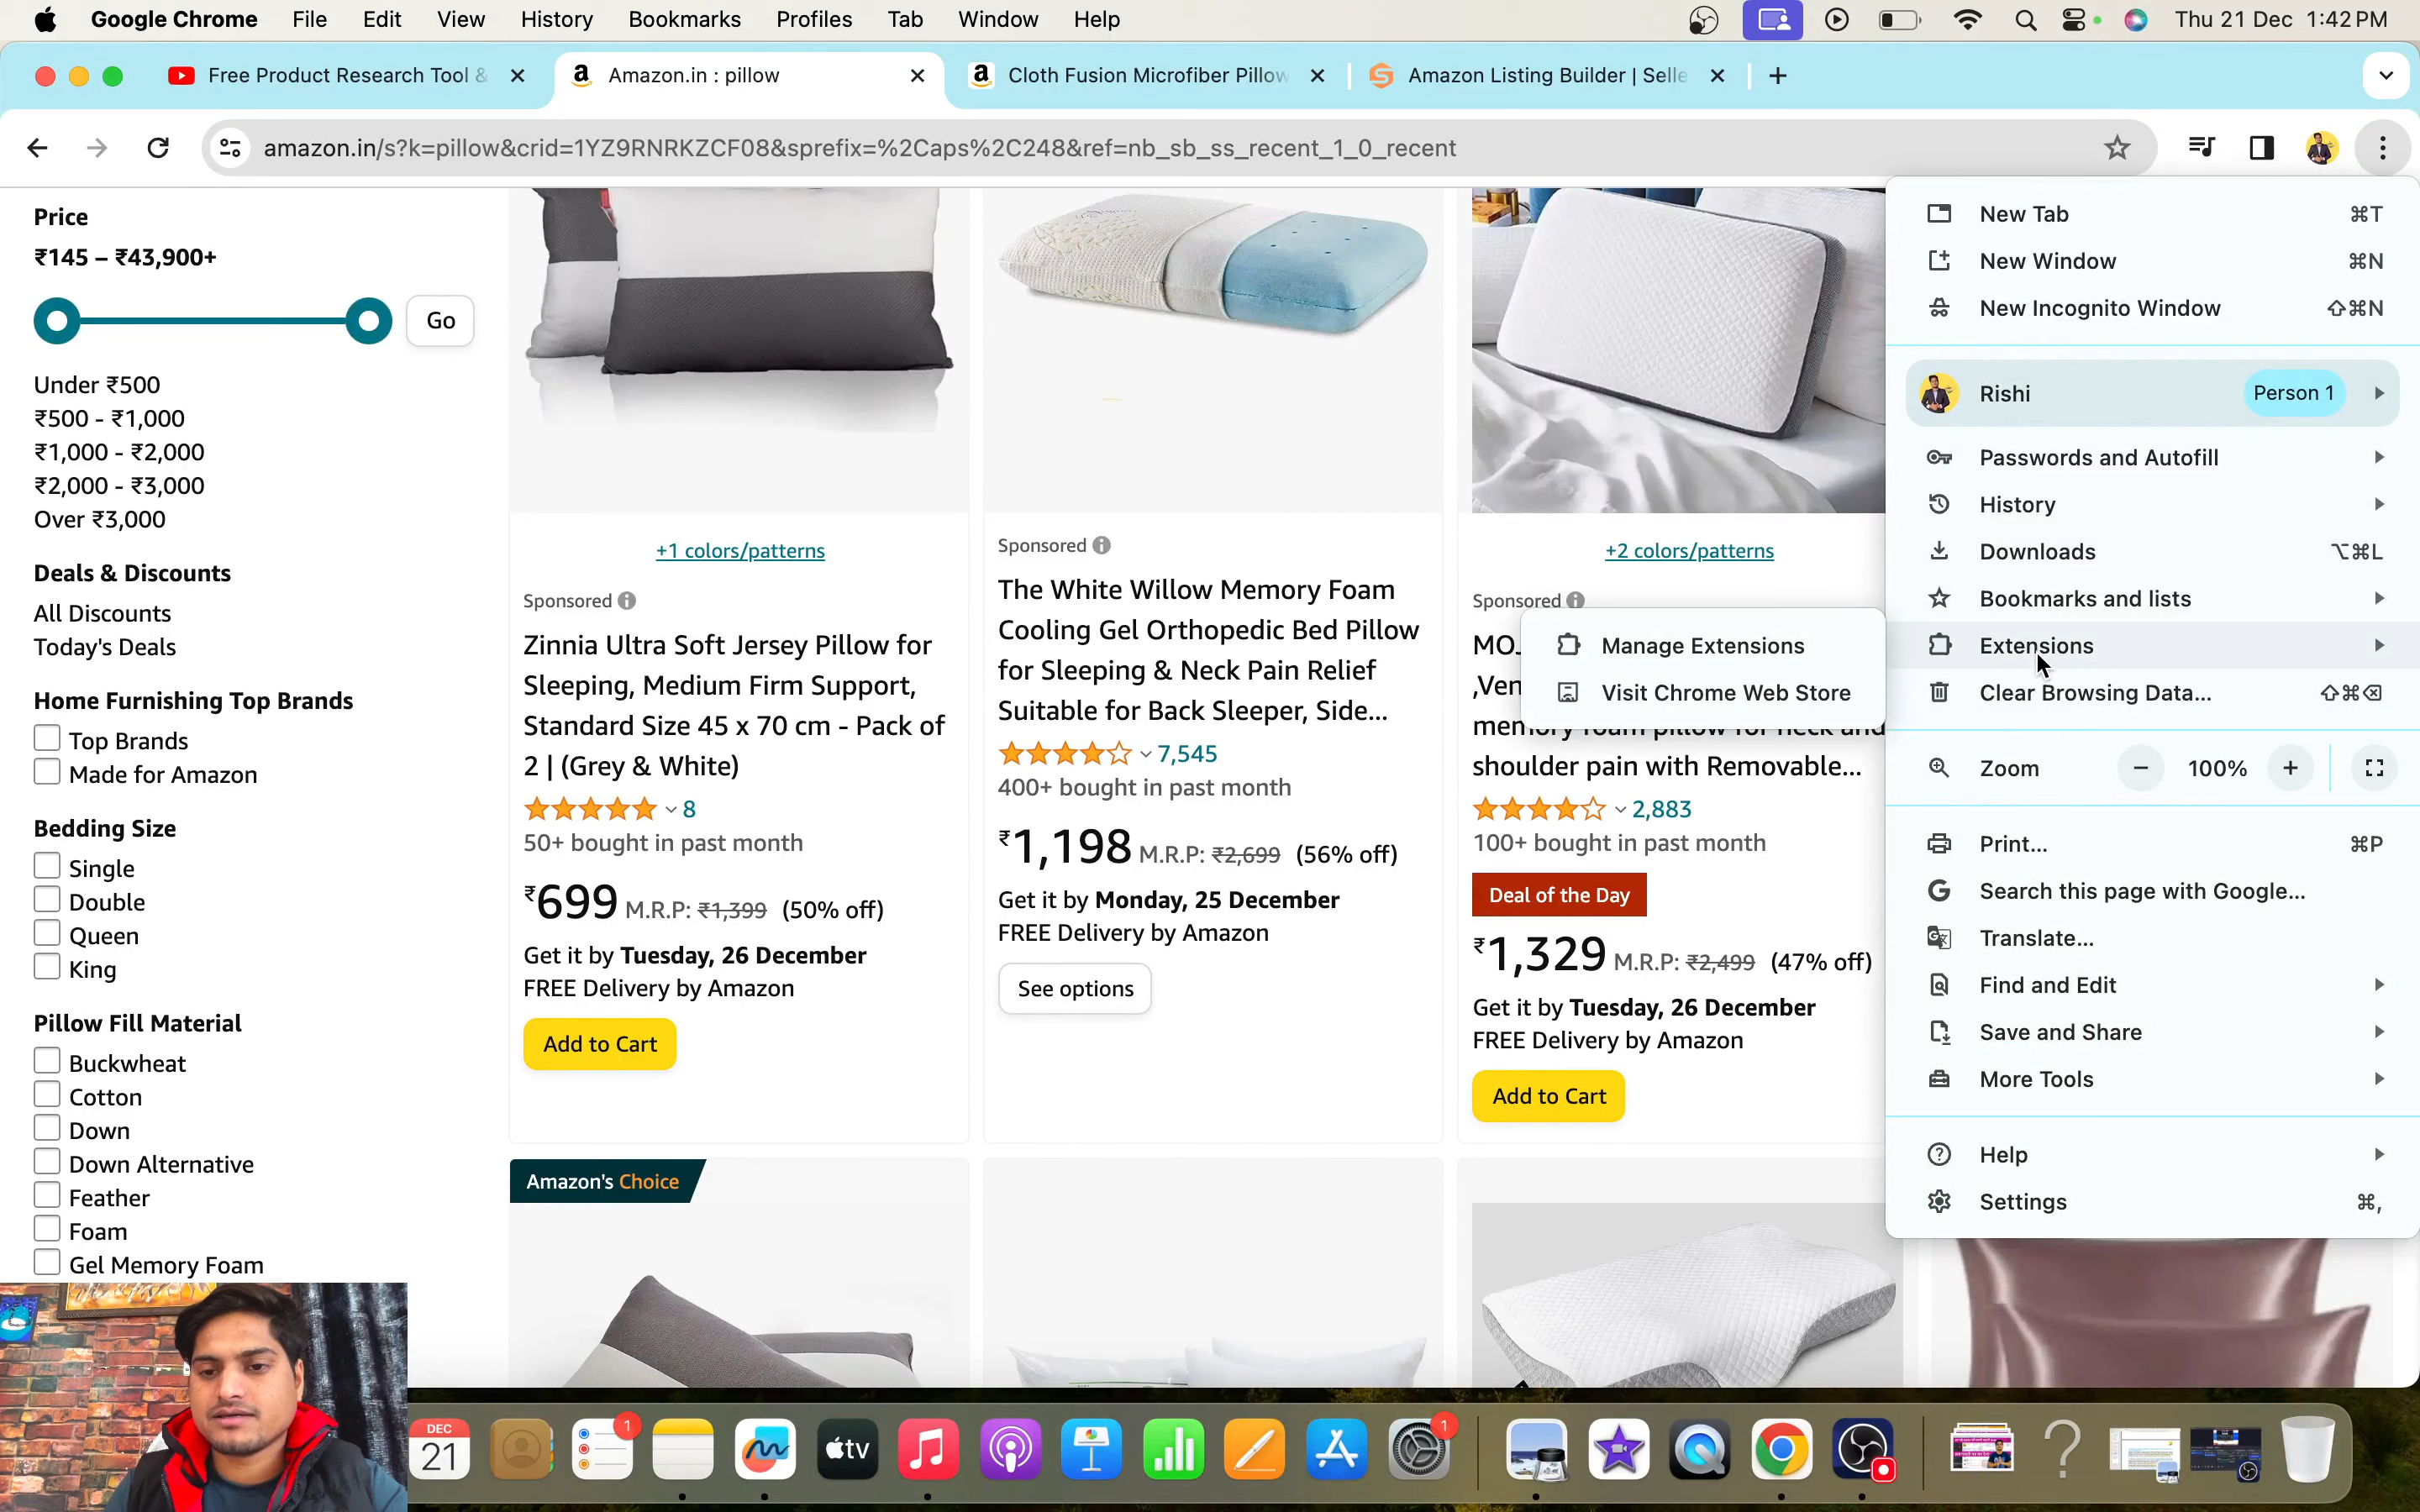 Google Chrome File Edit View History Bookmarks Profiles Tab Window Help Thu 21 Dec 1:42 PM
Free Product Research Tool &
Amazon.in : pillow
Cloth Fusion Microfiber Pillow
Amazon Listing Builder | Selle
amazon.in/s?k=pillow&crid=1YZ9RNRKZCF08&sprefix=%2Caps%2C248&ref=nb_sb_ss_recent_1_0_recent
Price
₹145 – ₹43,900+
Go
Under ₹500
₹500 - ₹1,000
₹1,000 - ₹2,000
₹2,000 - ₹3,000
Over ₹3,000
Deals & Discounts
All Discounts
Today's Deals
Home Furnishing Top Brands
Top Brands
Made for Amazon
Bedding Size
Single
Double
Queen
King
Pillow Fill Material
Buckwheat
Cotton
Down
Down Alternative
Feather
Foam
Gel Memory Foam
+1 colors/patterns
Sponsored
Zinnia Ultra Soft Jersey Pillow for
Sleeping, Medium Firm Support,
Standard Size 45 x 70 cm - Pack of
2 | (Grey & White)
8
50+ bought in past month
₹699 M.R.P: ₹1,399 (50% off)
Get it by Tuesday, 26 December
FREE Delivery by Amazon
Add to Cart
Amazon's Choice
Sponsored
The White Willow Memory Foam
Cooling Gel Orthopedic Bed Pillow
for Sleeping & Neck Pain Relief
Suitable for Back Sleeper, Side...
7,545
400+ bought in past month
₹1,198 M.R.P: ₹2,699 (56% off)
Get it by Monday, 25 December
FREE Delivery by Amazon
See options
+2 colors/patterns
Sponsored
memory foam pillow for neck and
shoulder pain with Removable...
2,883
100+ bought in past month
Deal of the Day
₹1,329 M.R.P: ₹2,499 (47% off)
Get it by Tuesday, 26 December
FREE Delivery by Amazon
Add to Cart
Manage Extensions
Visit Chrome Web Store
New Tab ⌘T
New Window ⌘N
New Incognito Window ⇧⌘N
Rishi Person 1
Passwords and Autofill
History
Downloads ⌥⌘L
Bookmarks and lists
Extensions
Clear Browsing Data... ⇧⌘⌫
Zoom − 100% +
Print... ⌘P
Search this page with Google...
Translate...
Find and Edit
Save and Share
More Tools
Help
Settings ⌘,
DEC
21
1
tv
1